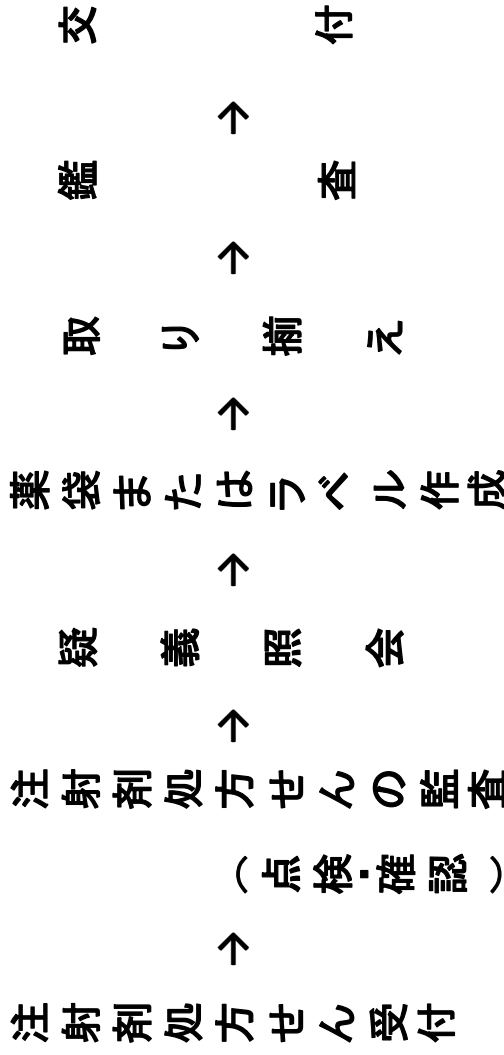 注射剤処方せん受付
→
注射剤処方せんの監査
（点検・確認）
→
疑義照会
→
薬袋またはラベル作成
→
取り揃え
→
鑑査
→
交付